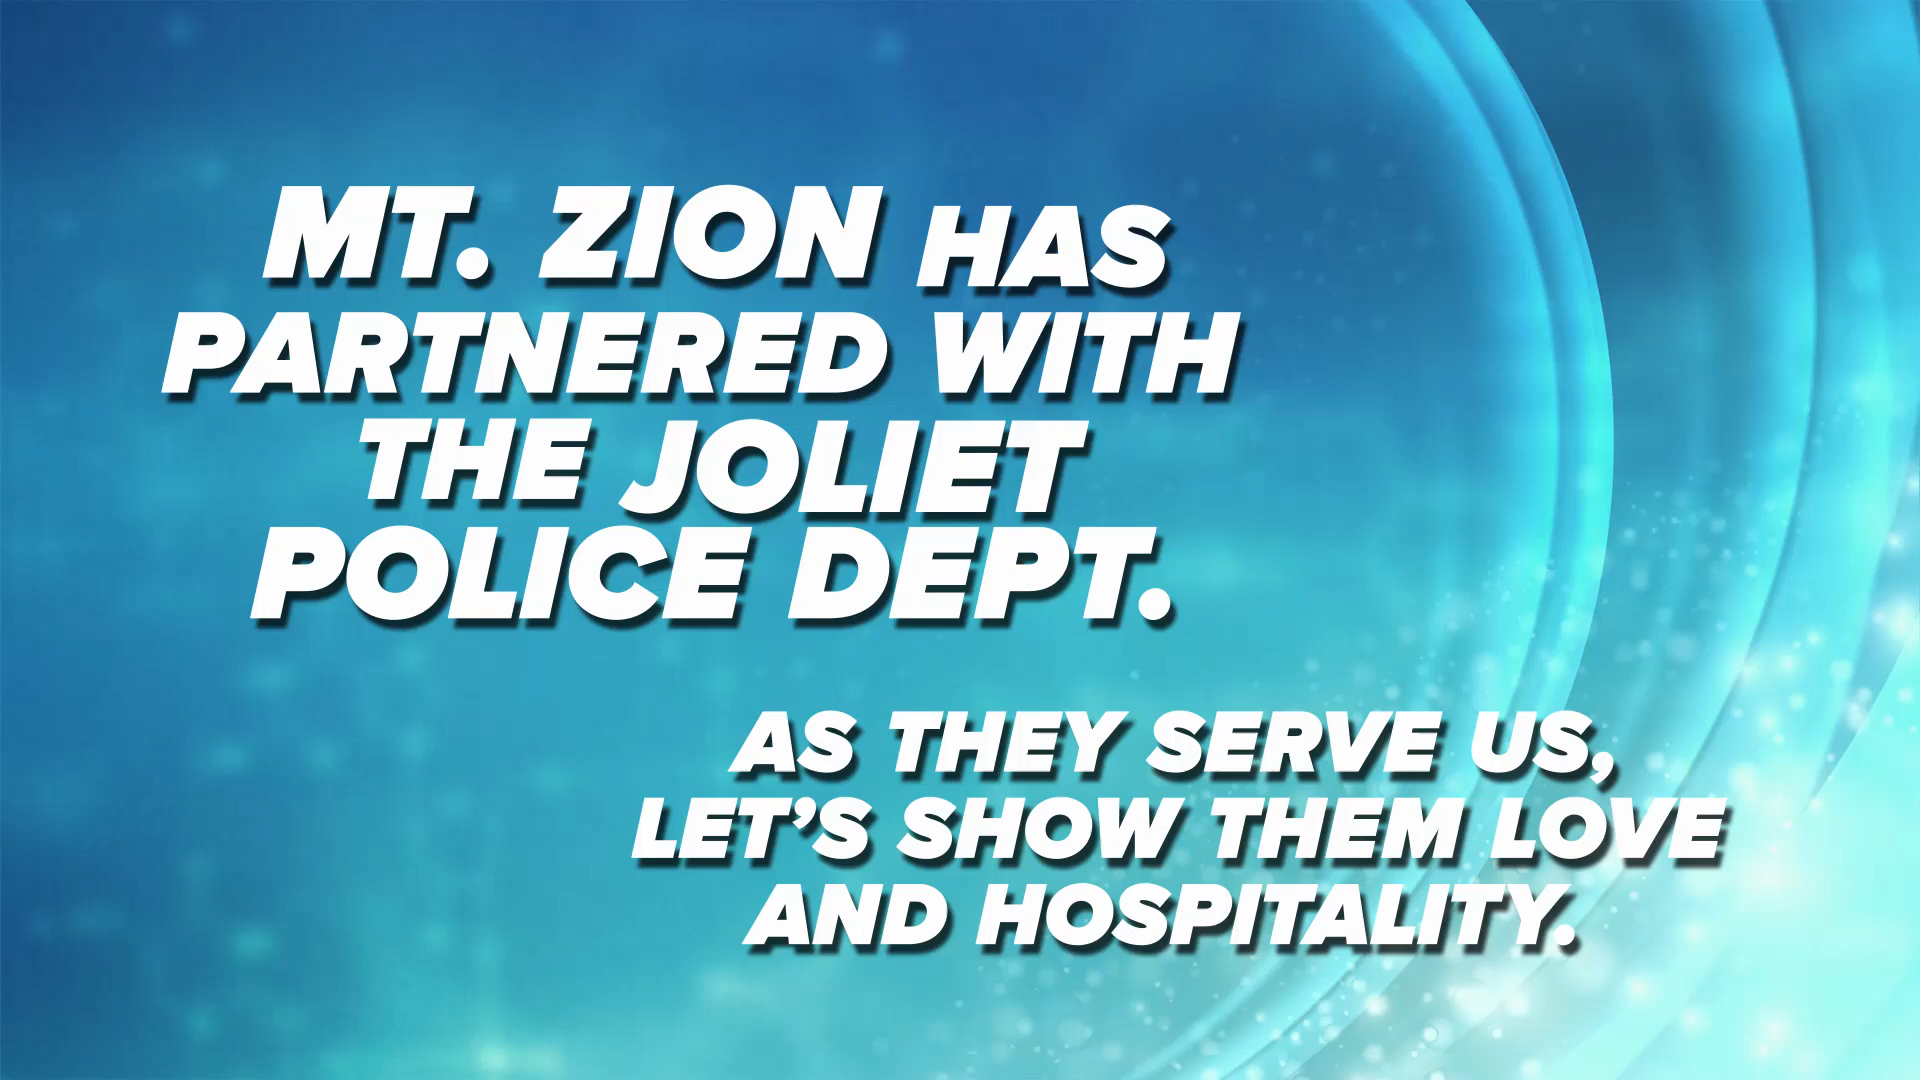 MT. ZION HAS
PARTNERED WITH
THE JOLIET
POLICE DEPT.
AS THEY SERVE US,
LET’S SHOW THEM LOVE
AND HOSPITALITY.